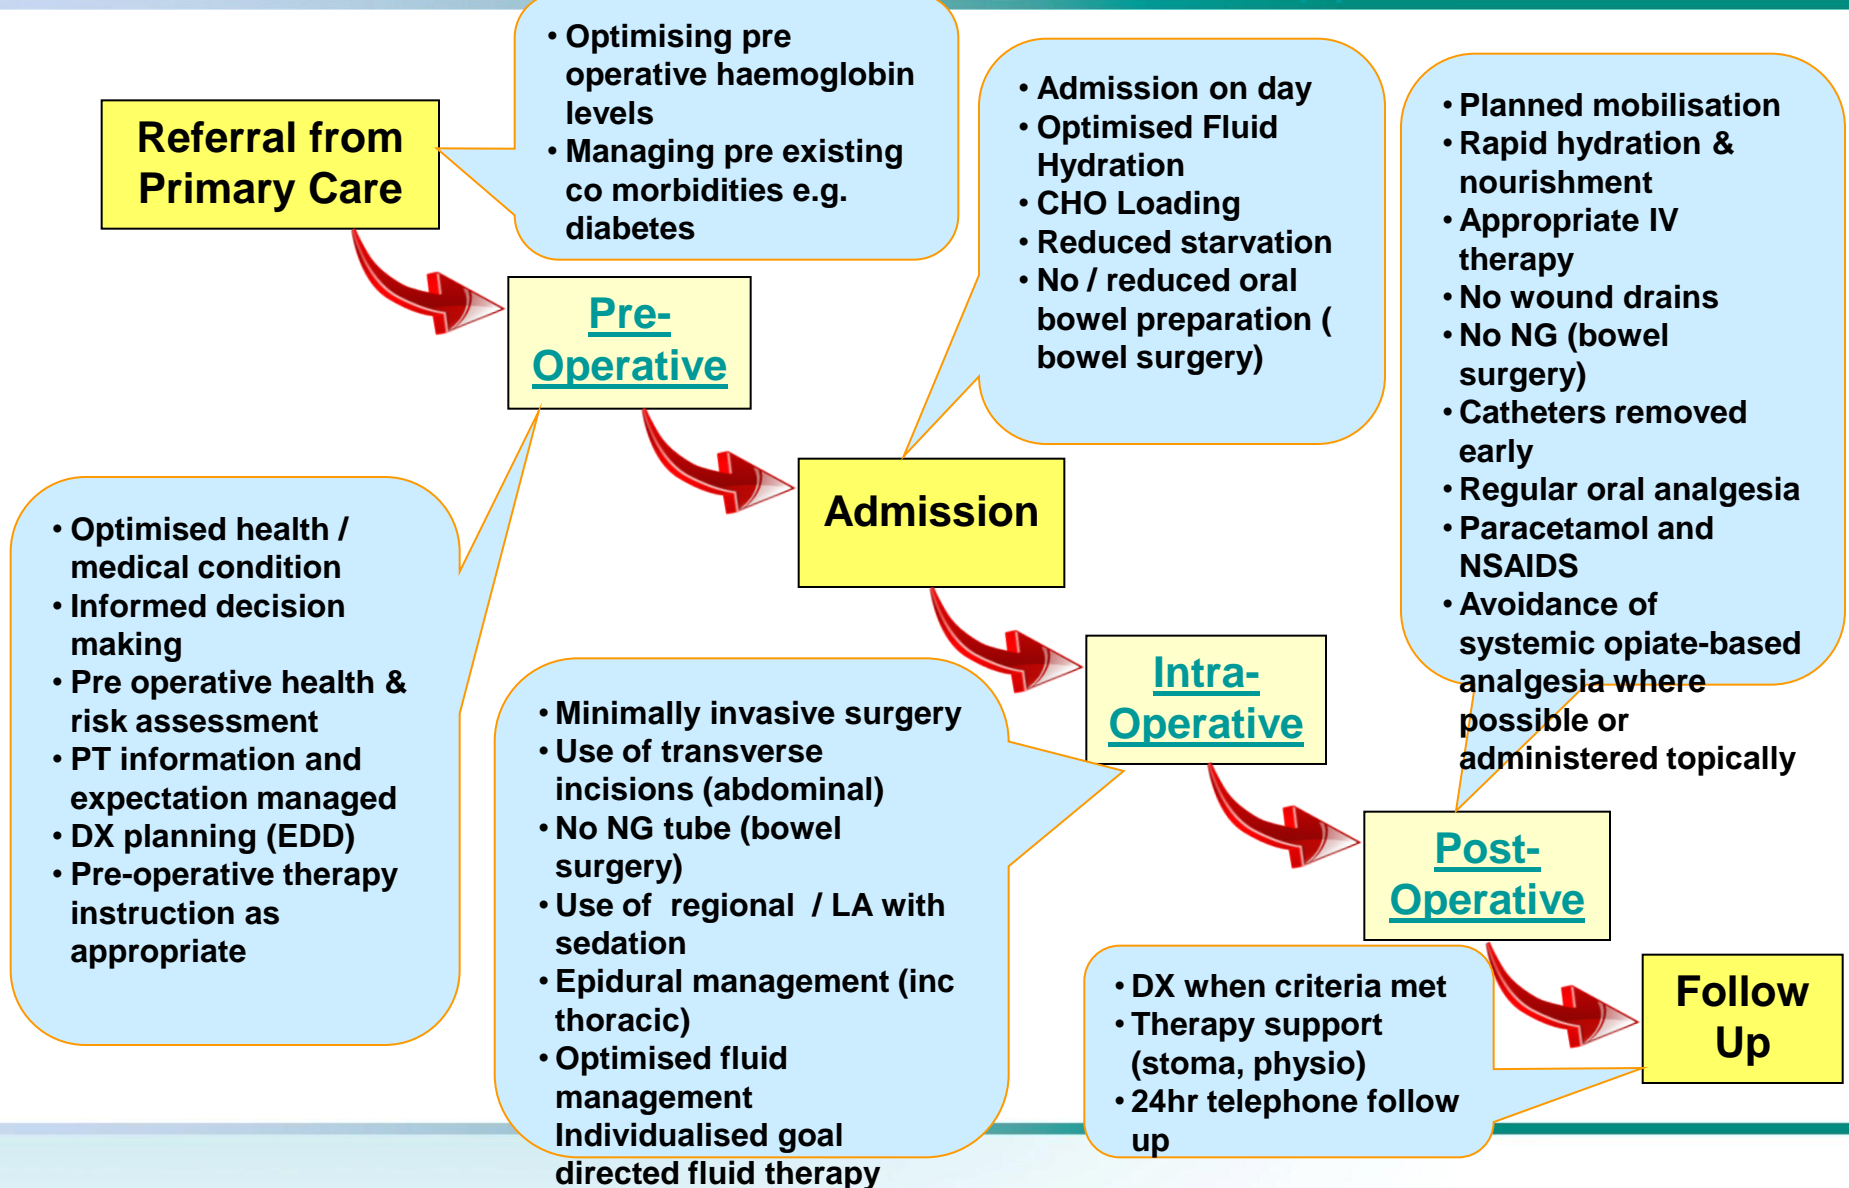 Referral from
Primary Care
• Optimising pre
operative haemoglobin
levels
• Managing pre existing
co morbidities e.g.
diabetes
Pre-
Operative
• Optimised health /
medical condition
• Informed decision
making
• Pre operative health &
risk assessment
• PT information and
expectation managed
• DX planning (EDD)
• Pre-operative therapy
instruction as
appropriate
Admission
• Admission on day
• Optimised Fluid
Hydration
• CHO Loading
• Reduced starvation
• No / reduced oral
bowel preparation (
bowel surgery)
Intra-
Operative
• Minimally invasive surgery
• Use of transverse
incisions (abdominal)
• No NG tube (bowel
surgery)
• Use of  regional  / LA with
sedation
• Epidural management (inc
thoracic)
• Optimised fluid
management
Individualised goal
directed fluid therapy
Post-
Operative
• Planned mobilisation
• Rapid hydration &
nourishment
• Appropriate IV
therapy
• No wound drains
• No NG (bowel
surgery)
• Catheters removed
early
• Regular oral analgesia
• Paracetamol and
NSAIDS
• Avoidance of
systemic opiate-based
analgesia where
possible or
administered topically
Follow
Up
• DX when criteria met
• Therapy support
(stoma, physio)
• 24hr telephone follow
up